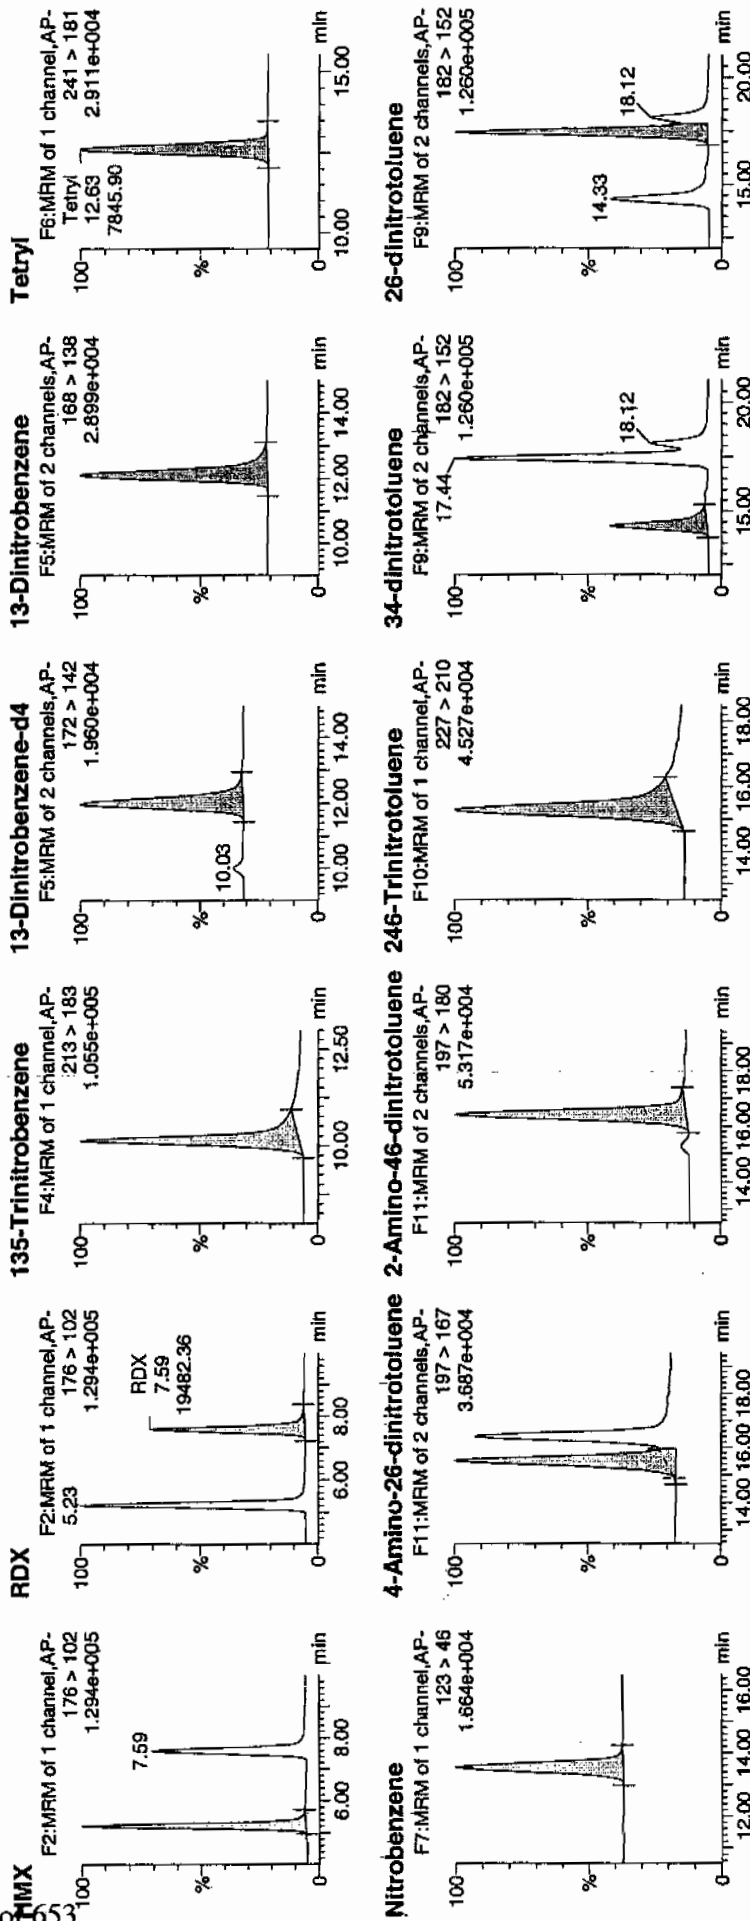 HMX
F2:MRM of 1 channel,AP-
176 > 102
1.294e+005
7.59
100
%
0
6.00
8.00
min
RDX
F2:MRM of 1 channel,AP-
176 > 102
1.294e+005
5.23
RDX
7.59
19482.36
100
%
0
6.00
8.00
min
135-Trinitrobenzene
F4:MRM of 1 channel,AP-
213 > 183
1.055e+005
100
%
0
10.00
12.50
min
13-Dinitrobenzene-d4
F5:MRM of 2 channels,AP-
172 > 142
1.960e+004
10.03
100
%
0
10.00
12.00
14.00
min
13-Dinitrobenzene
F5:MRM of 2 channels,AP-
168 > 138
2.899e+004
100
%
0
10.00
12.00
14.00
min
Tetryl
F6:MRM of 1 channel,AP-
241 > 181
2.911e+004
Tetryl
12.63
7845.90
100
%
0
10.00
15.00
min
Nitrobenzene
F7:MRM of 1 channel,AP-
123 > 46
1.664e+004
100
%
0
12.00
14.00
16.00
min
4-Amino-26-dinitrotoluene
F11:MRM of 2 channels,AP-
197 > 167
3.687e+004
100
%
0
14.00
16.00
18.00
min
2-Amino-46-dinitrotoluene
F11:MRM of 2 channels,AP-
197 > 180
5.317e+004
100
%
0
14.00
16.00
18.00
min
246-Trinitrotoluene
F10:MRM of 1 channel,AP-
227 > 210
4.527e+004
100
%
0
14.00
16.00
18.00
min
34-dinitrotoluene
F9:MRM of 2 channels,AP-
182 > 152
1.260e+005
17.44
18.12
100
%
0
15.00
20.00
min
26-dinitrotoluene
F9:MRM of 2 channels,AP-
182 > 152
1.260e+005
14.33
18.12
100
%
0
15.00
20.00
min
of 653